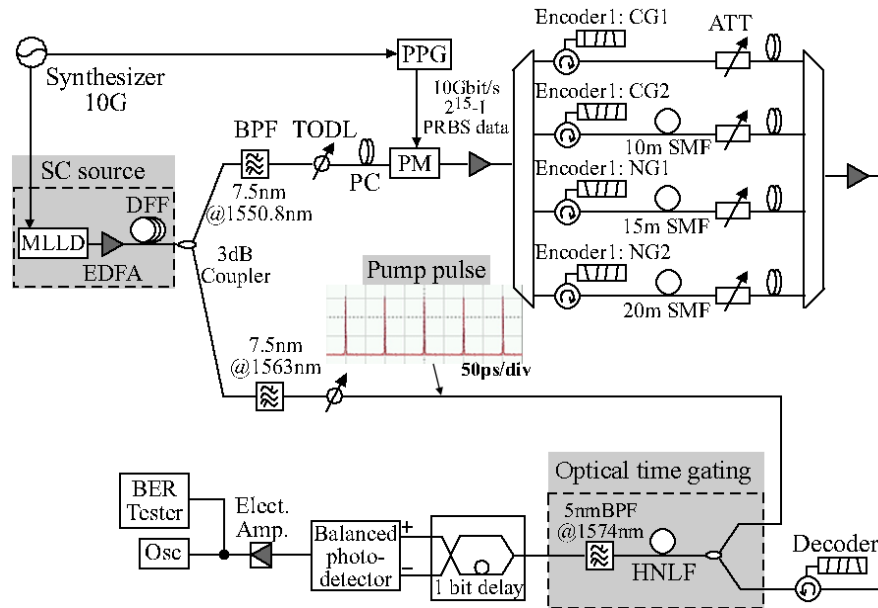 Synthesizer
10G
PPG
10Gbit/s
2¹⁵-1
PRBS data
SC source
MLLD
EDFA
DFF
3dB
Coupler
BPF
7.5nm
@1550.8nm
TODL
PC
PM
Encoder1: CG1
ATT
Encoder1: CG2
10m SMF
Encoder1: NG1
15m SMF
Encoder1: NG2
20m SMF
Pump pulse
50ps/div
7.5nm
@1563nm
Optical time gating
5nmBPF
@1574nm
HNLF
Decoder
BER
Tester
Osc
Elect.
Amp.
Balanced
photo-
detector
+
−
1 bit delay